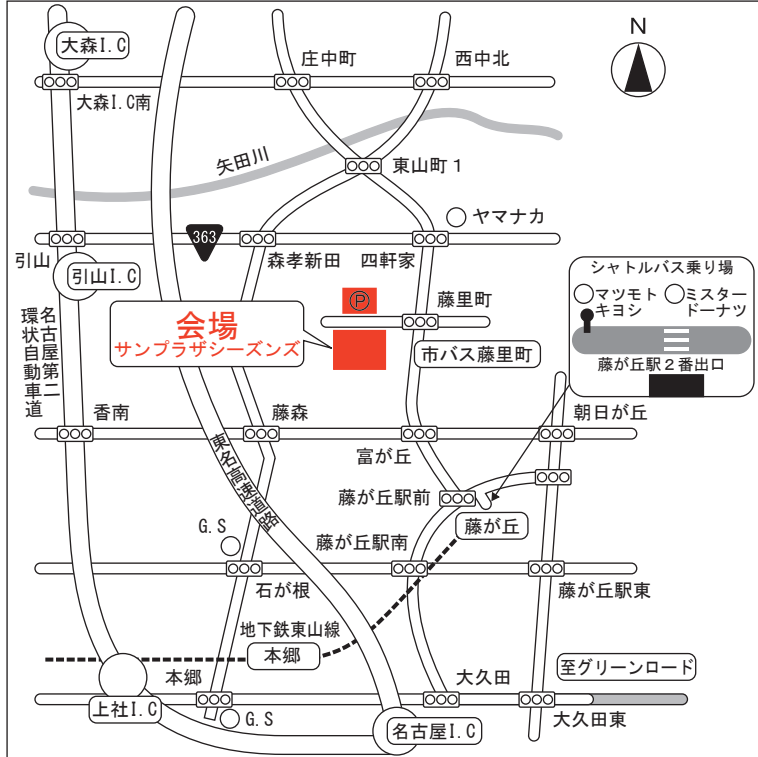 大森I.C
庄中町
西中北
N
大森I.C南
矢田川
東山町1
ヤマナカ
363
引山
森孝新田
四軒家
引山I.C
シャトルバス乗り場
マツモト
キヨシ
ミスター
ドーナツ
藤が丘駅2番出口
P
藤里町
会場
サンプラザシーズンズ
市バス藤里町
名古屋第二
環状自動車道
香南
藤森
富が丘
朝日が丘
東名高速道路
藤が丘駅前
藤が丘
G.S
藤が丘駅南
石が根
藤が丘駅東
地下鉄東山線
本郷
本郷
大久田
至グリーンロード
上社I.C
G.S
名古屋I.C
大久田東